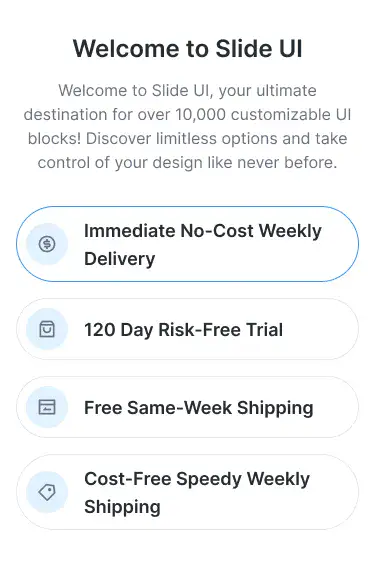 Welcome to Slide UI
Welcome to Slide UI, your ultimate
destination for over 10,000 customizable UI
blocks! Discover limitless options and take
control of your design like never before.
Immediate No-Cost Weekly
Delivery
120 Day Risk-Free Trial
Free Same-Week Shipping
Cost-Free Speedy Weekly
Shipping